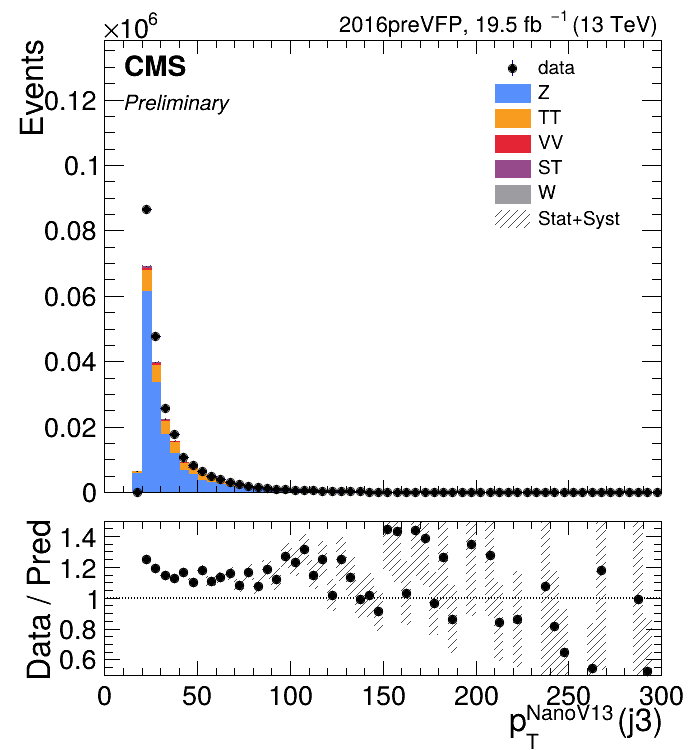 ×10⁶
2016preVFP, 19.5 fb⁻¹ (13 TeV)
Events
CMS
Preliminary
data
Z
TT
VV
ST
W
Stat+Syst
0.12
0.1
0.08
0.06
0.04
0.02
0
Data / Pred
1.4
1.2
1
0.8
0.6
0 50 100 150 200 250 300
p_T^NanoV13 (j3)